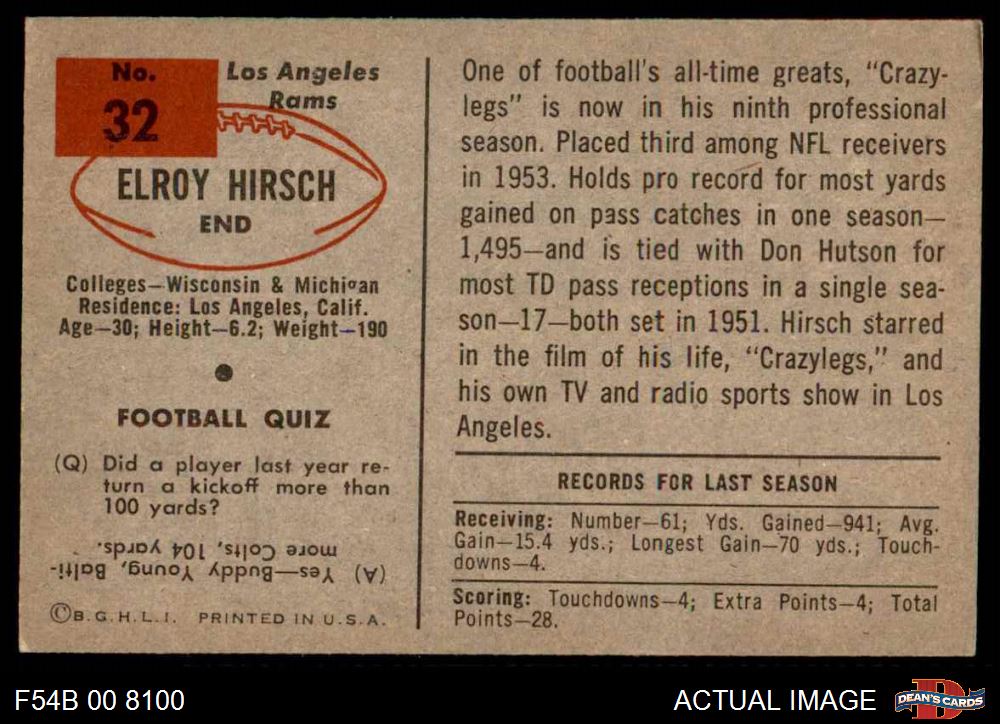 No.
32
Los Angeles
Rams
ELROY HIRSCH
END
Colleges—Wisconsin & Michigan
Residence: Los Angeles, Calif.
Age—30; Height—6.2; Weight—190
FOOTBALL QUIZ
(Q) Did a player last year re-
turn a kickoff more than
100 yards?
(A) Yes—Buddy Young, Balti-
more Colts, 104 yards.
©B.G.H.L.I. PRINTED IN U.S.A.
One of football's all-time greats, "Crazy-
legs" is now in his ninth professional
season. Placed third among NFL receivers
in 1953. Holds pro record for most yards
gained on pass catches in one season—
1,495—and is tied with Don Hutson for
most TD pass receptions in a single sea-
son—17—both set in 1951. Hirsch starred
in the film of his life, "Crazylegs," and
his own TV and radio sports show in Los
Angeles.
RECORDS FOR LAST SEASON
Receiving: Number—61; Yds. Gained—941; Avg.
Gain—15.4 yds.; Longest Gain—70 yds.; Touch-
downs—4.
Scoring: Touchdowns—4; Extra Points—4; Total
Points—28.
F54B 00 8100
ACTUAL IMAGE
DEAN'S CARDS